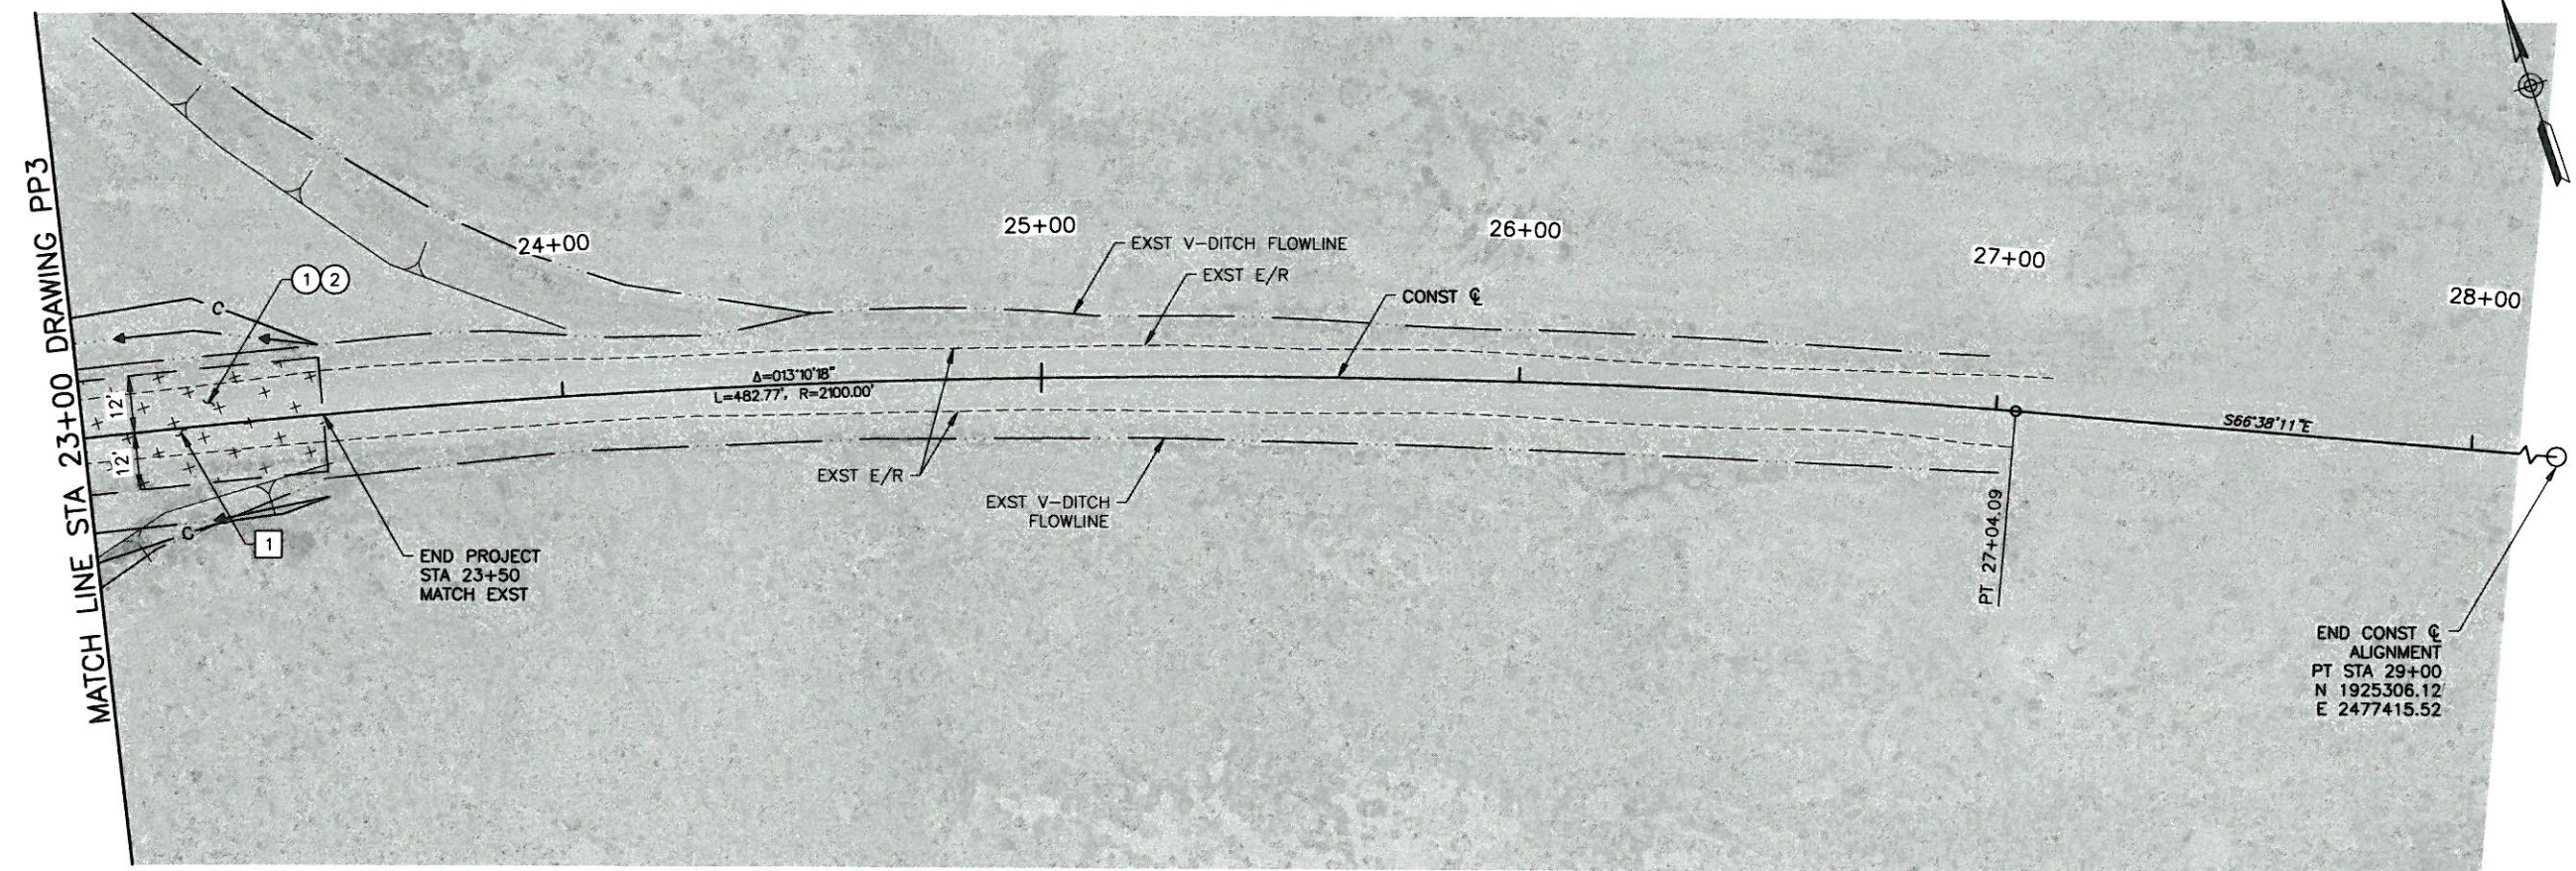 MATCH LINE STA 23+00 DRAWING PP3
24+00
25+00
26+00
27+00
28+00
1 2
C
12'
12'
C
1
END PROJECT
STA 23+50
MATCH EXST
Δ=013°10'18"
L=482.77', R=2100.00'
EXST V-DITCH FLOWLINE
EXST E/R
CONST ℄
EXST E/R
EXST V-DITCH
FLOWLINE
PT 27+04.09
S66°38'11"E
END CONST ℄
ALIGNMENT
PT STA 29+00
N 1925306.12
E 2477415.52